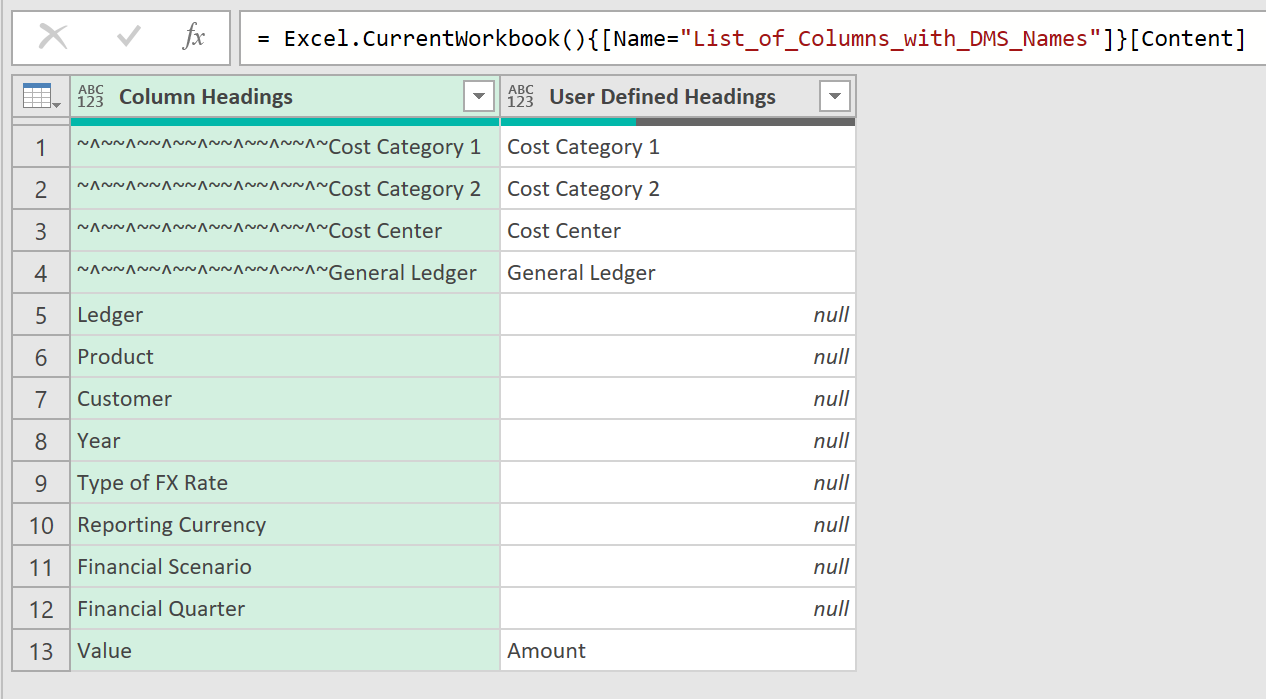 fx
= Excel.CurrentWorkbook(){[Name="List_of_Columns_with_DMS_Names"]}[Content]
ABC 123 Column Headings ABC 123 User Defined Headings
1 ~^~~^~~^~~^~~^~~^~~^~~^~Cost Category 1 Cost Category 1
2 ~^~~^~~^~~^~~^~~^~~^~~^~Cost Category 2 Cost Category 2
3 ~^~~^~~^~~^~~^~~^~~^~~^~Cost Center Cost Center
4 ~^~~^~~^~~^~~^~~^~~^~~^~General Ledger General Ledger
5 Ledger null
6 Product null
7 Customer null
8 Year null
9 Type of FX Rate null
10 Reporting Currency null
11 Financial Scenario null
12 Financial Quarter null
13 Value Amount